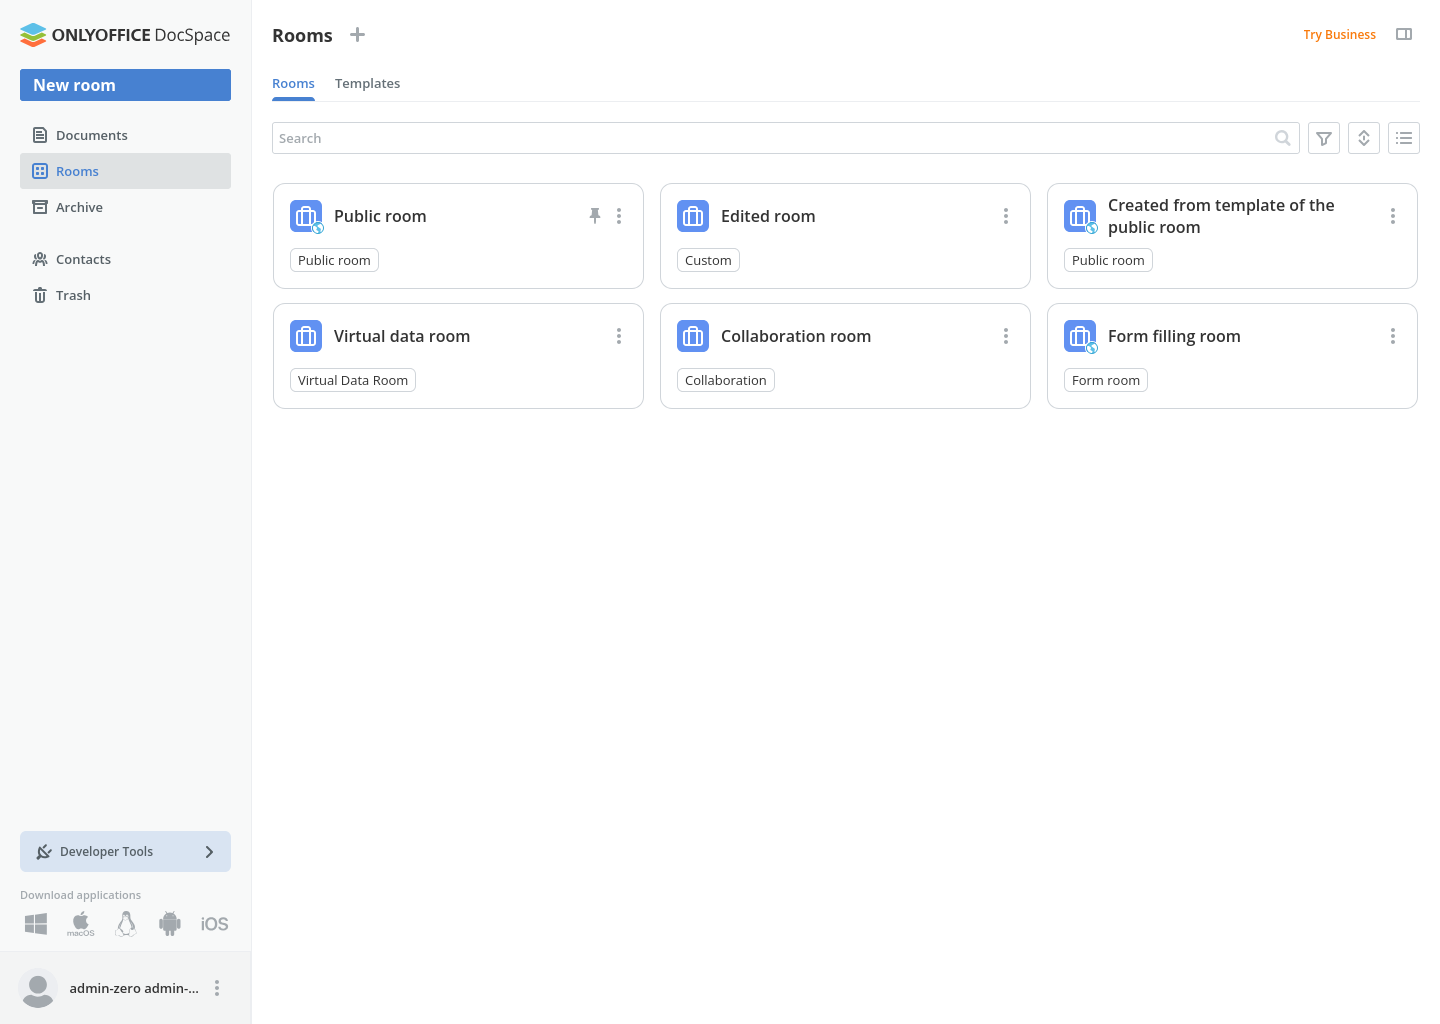 ONLYOFFICE DocSpace
New room
Documents
Rooms
Archive
Contacts
Trash
Developer Tools
Download applications
macOS
iOS
admin-zero admin-...
Rooms
Try Business
Rooms Templates
Search
Public room
Public room
Edited room
Custom
Created from template of the
public room
Public room
Virtual data room
Virtual Data Room
Collaboration room
Collaboration
Form filling room
Form room